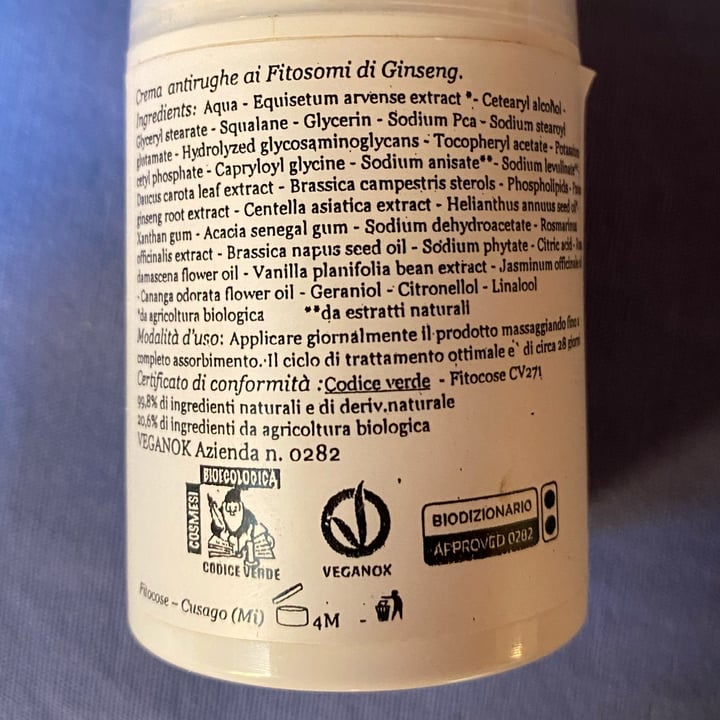 Crema antirughe ai Fitosomi di Ginseng.
Ingredients: Aqua - Equisetum arvense extract *- Cetearyl alcohol -
Glyceryl stearate - Squalane - Glycerin - Sodium Pca - Sodium stearoyl
glutamate - Hydrolyzed glycosaminoglycans - Tocopheryl acetate - Potassium
cetyl phosphate - Capryloyl glycine - Sodium anisate**- Sodium levulinate*
Daucus carota leaf extract - Brassica campestris sterols - Phospholipids -
ginseng root extract - Centella asiatica extract - Helianthus annuus seed oil*
Xanthan gum - Acacia senegal gum - Sodium dehydroacetate - Rosmarinus
officinalis extract - Brassica napus seed oil - Sodium phytate - Citric acid -
damascena flower oil - Vanilla planifolia bean extract - Jasminum officinale
- Cananga odorata flower oil - Geraniol - Citronellol - Linalool
*da agricoltura biologica **da estratti naturali
Modalità d'uso: Applicare giornalmente il prodotto massaggiando fino a
completo assorbimento. Il ciclo di trattamento ottimale e` di circa 28 giorni
Certificato di conformità :Codice verde - Fitocose CV271
99,8% di ingredienti naturali e di deriv.naturale
20,6% di ingredienti da agricoltura biologica
VEGANOK Azienda n. 0282
BIOECOLOGICA
COSMESI
CODICE VERDE
VEGANOX
BIODIZIONARIO
APPROVED 0282
Fitocose - Cusago (Mi)
4M -